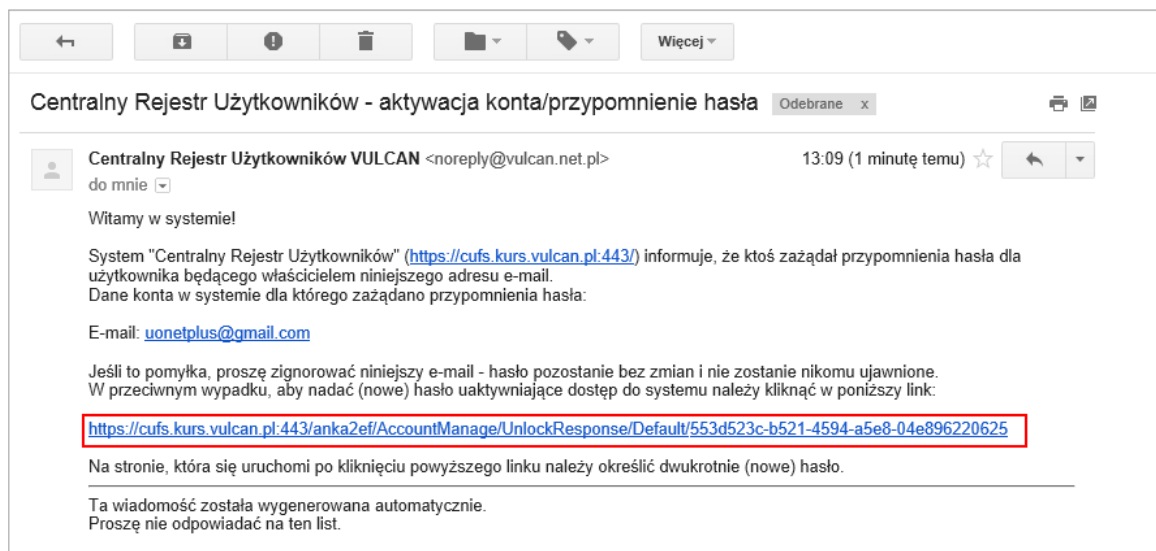 Więcej
Centralny Rejestr Użytkowników - aktywacja konta/przypomnienie hasła Odebrane x
Centralny Rejestr Użytkowników VULCAN <noreply@vulcan.net.pl> 13:09 (1 minutę temu)
do mnie
Witamy w systemie!
System "Centralny Rejestr Użytkowników" (https://cufs.kurs.vulcan.pl:443/) informuje, że ktoś zażądał przypomnienia hasła dla
użytkownika będącego właścicielem niniejszego adresu e-mail.
Dane konta w systemie dla którego zażądano przypomnienia hasła:
E-mail: uonetplus@gmail.com
Jeśli to pomyłka, proszę zignorować niniejszy e-mail - hasło pozostanie bez zmian i nie zostanie nikomu ujawnione.
W przeciwnym wypadku, aby nadać (nowe) hasło uaktywniające dostęp do systemu należy kliknąć w poniższy link:
https://cufs.kurs.vulcan.pl:443/anka2ef/AccountManage/UnlockResponse/Default/553d523c-b521-4594-a5e8-04e896220625
Na stronie, która się uruchomi po kliknięciu powyższego linku należy określić dwukrotnie (nowe) hasło.
Ta wiadomość została wygenerowana automatycznie.
Proszę nie odpowiadać na ten list.